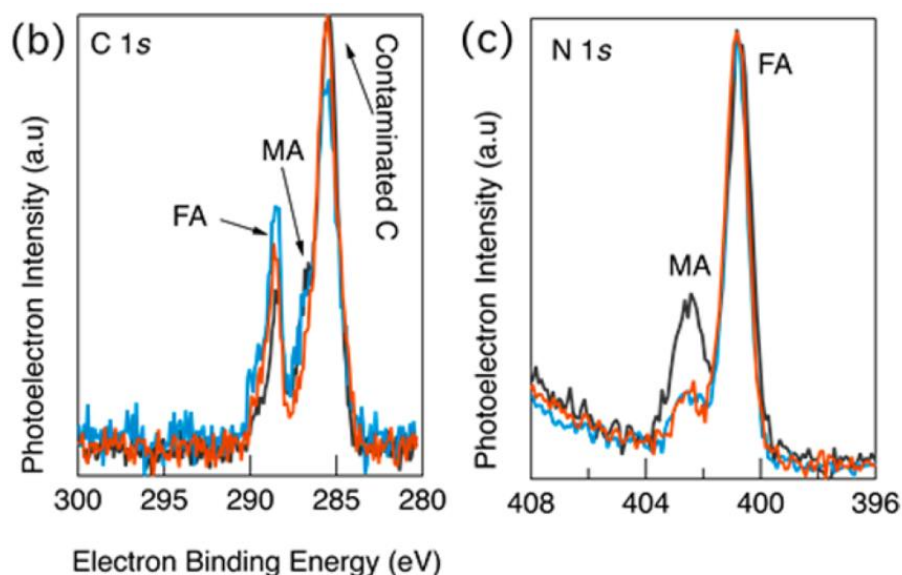 (b)
C 1s
Photoelectron Intensity (a.u)
FA
MA
Contaminated C
300 295 290 285 280
Electron Binding Energy (eV)
(c)
N 1s
Photoelectron Intensity (a.u)
MA
FA
408 404 400 396